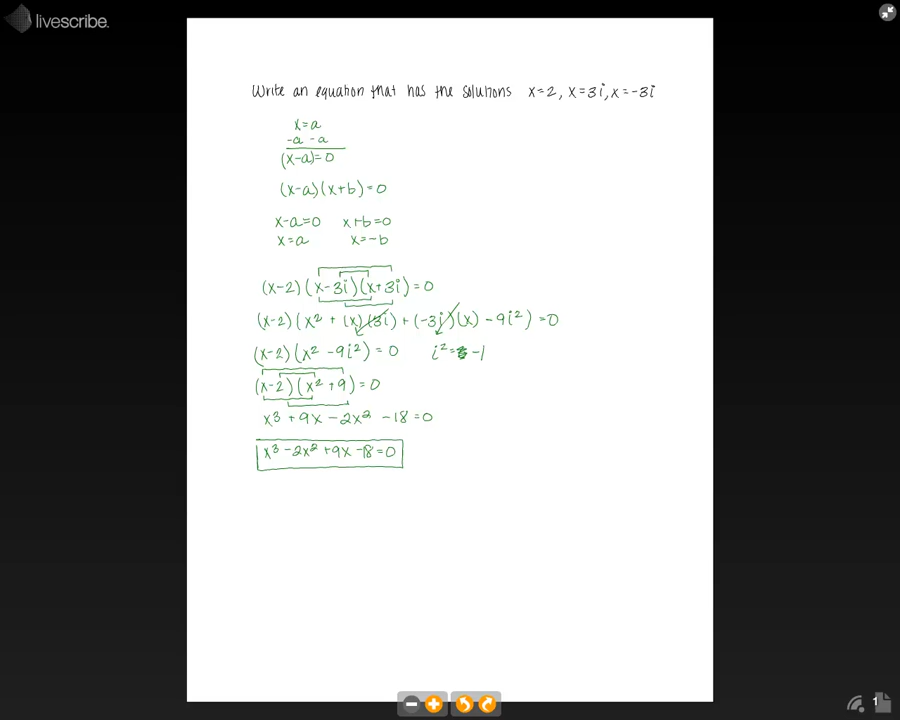 livescribe.
Write an equation that has the solutions x=2, x=3i, x=-3i
x=a
-a -a
(x-a)=0
(x-a)(x+b)=0
x-a=0 x+b=0
x=a x=-b
(x-2)(x-3i)(x+3i)=0
(x-2)(x² + (x)(3i) + (-3i)(x) - 9i²)=0
(x-2)(x² - 9i²)=0 i²=-1
(x-2)(x²+9)=0
x³ + 9x - 2x² - 18=0
x³ - 2x² + 9x - 18=0
1